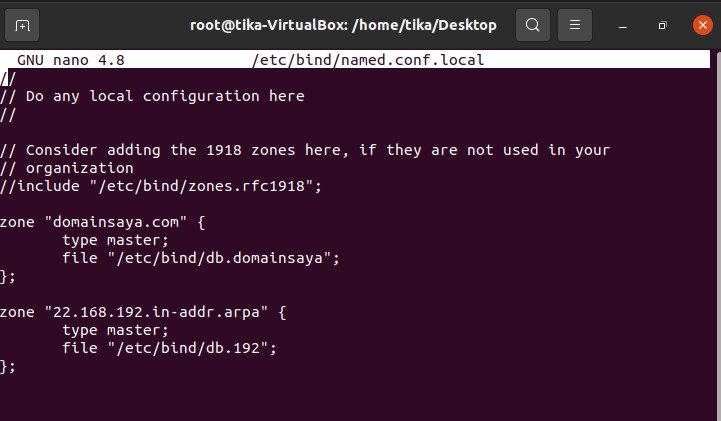 root@tika-VirtualBox: /home/tika/Desktop
GNU nano 4.8 /etc/bind/named.conf.local
//
// Do any local configuration here
//
// Consider adding the 1918 zones here, if they are not used in your
// organization
//include "/etc/bind/zones.rfc1918";
zone "domainsaya.com" {
type master;
file "/etc/bind/db.domainsaya";
};
zone "22.168.192.in-addr.arpa" {
type master;
file "/etc/bind/db.192";
};